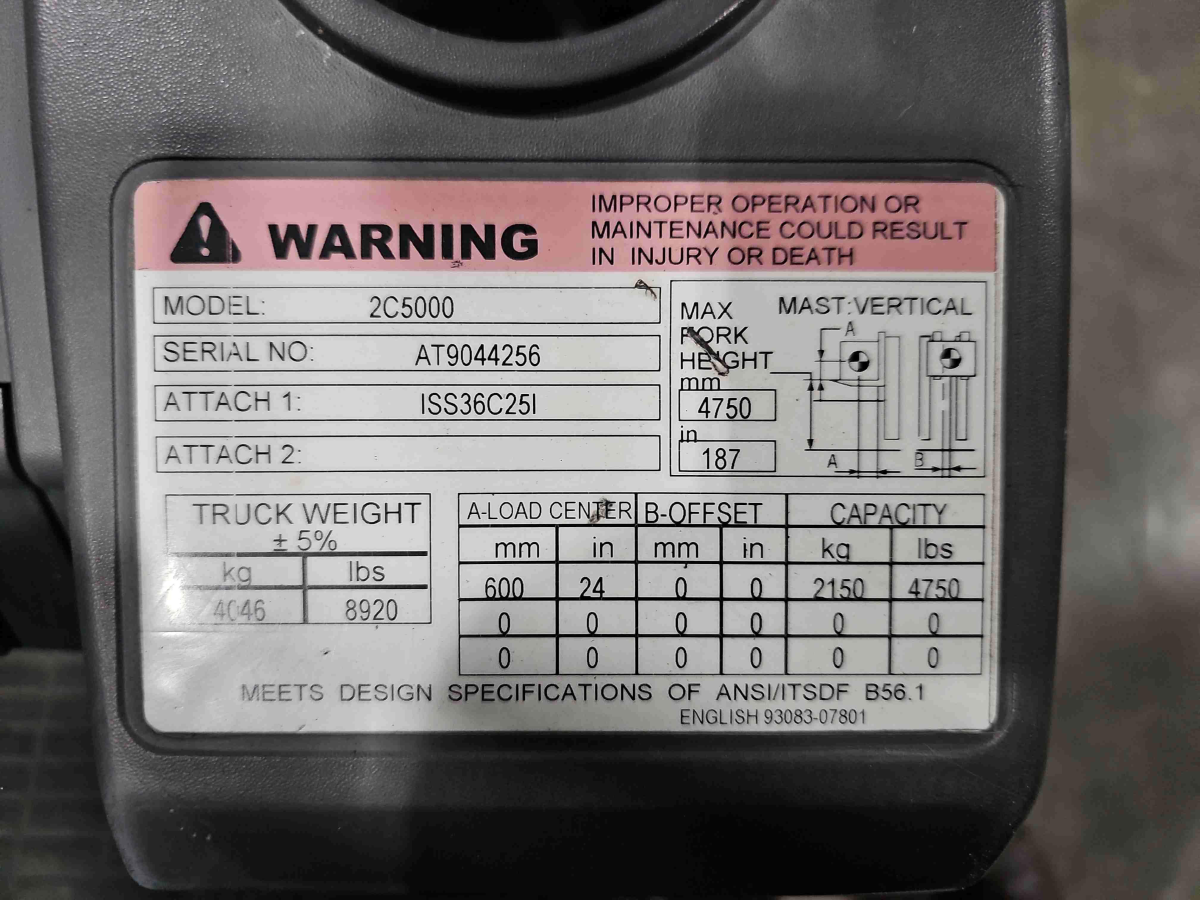 WARNING
IMPROPER OPERATION OR
MAINTENANCE COULD RESULT
IN INJURY OR DEATH
MODEL: 2C5000
SERIAL NO: AT9044256
ATTACH 1: ISS36C25I
ATTACH 2:
MAX
FORK
HEIGHT
mm
4750
in
187
MAST:VERTICAL
A
A B
TRUCK WEIGHT
± 5%
kg lbs
4046 8920
A-LOAD CENTER B-OFFSET CAPACITY
mm in mm in kg lbs
600 24 0 0 2150 4750
0 0 0 0 0 0
0 0 0 0 0 0
MEETS DESIGN SPECIFICATIONS OF ANSI/ITSDF B56.1
ENGLISH 93083-07801